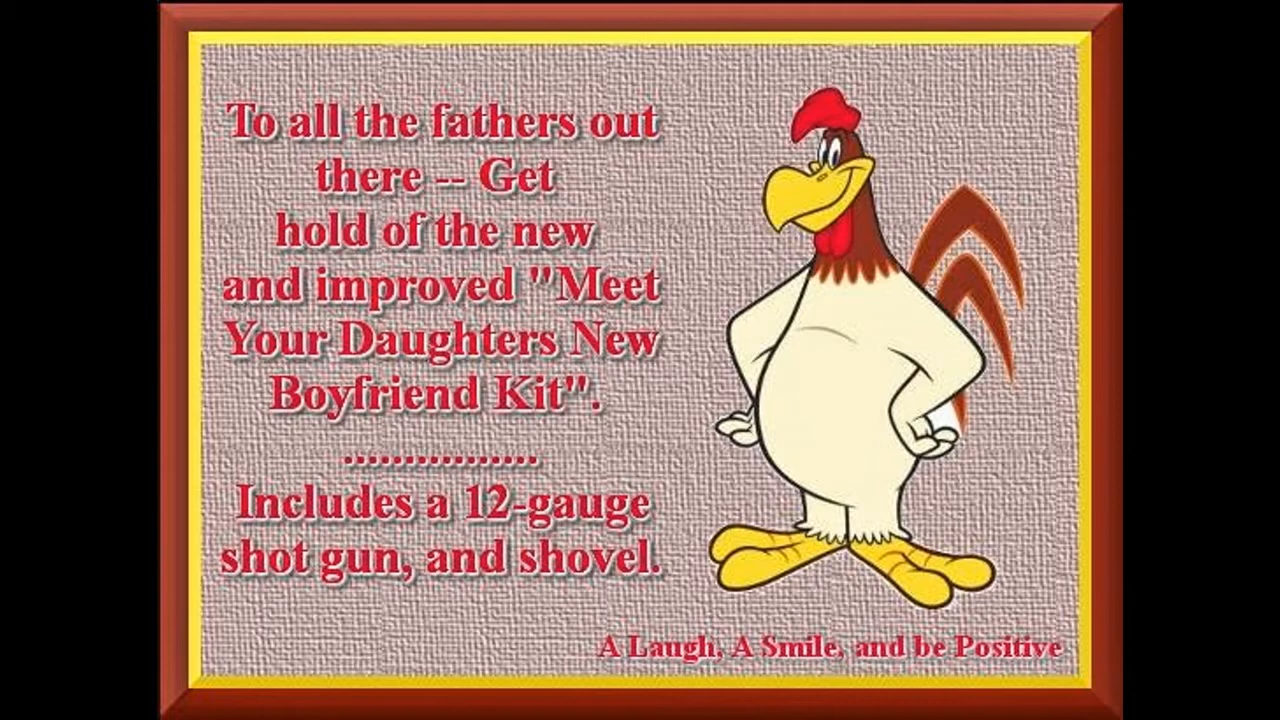 To all the fathers out
there -- Get
hold of the new
and improved "Meet
Your Daughters New
Boyfriend Kit".
................
Includes a 12-gauge
shot gun, and shovel.
A Laugh, A Smile, and be Positive